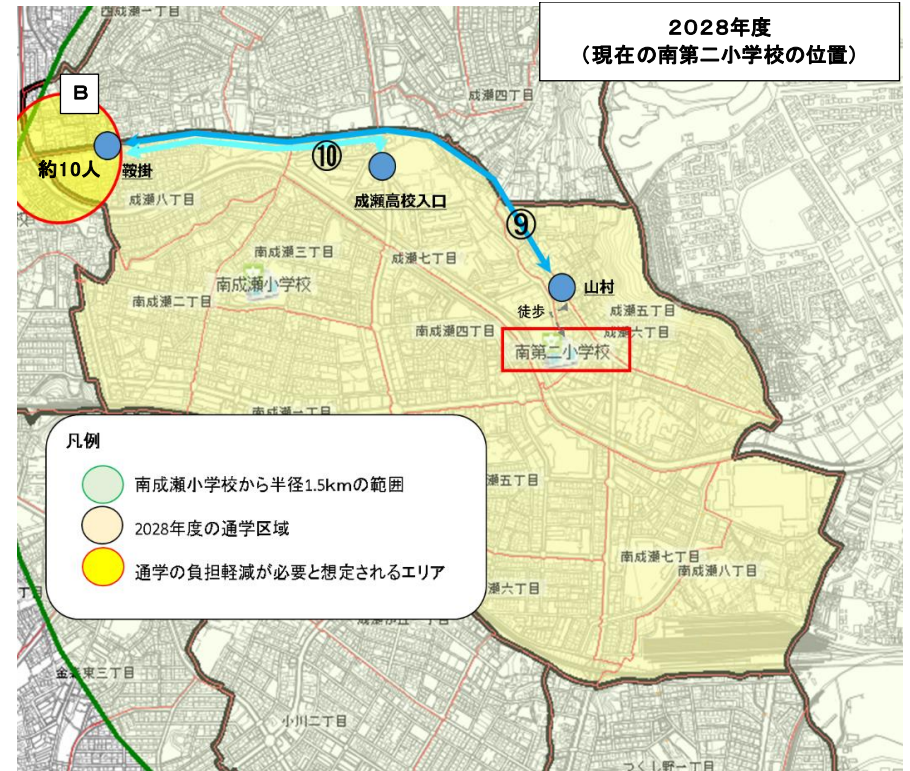 2028年度
（現在の南第二小学校の位置）
西成瀬一丁目
成瀬四丁目
B
約10人
鞍掛
⑩
成瀬高校入口
成瀬八丁目
⑨
南成瀬三丁目
成瀬七丁目
南成瀬小学校
南成瀬二丁目
山村
徒歩
成瀬五丁目
南成瀬四丁目
成瀬六丁目
南第二小学校
南成瀬一丁目
凡例
南成瀬小学校から半径1.5kmの範囲
2028年度の通学区域
通学の負担軽減が必要と想定されるエリア
瀬五丁目
南成瀬七丁目
南成瀬八丁目
瀬六丁目
丁目
金森東三丁目
小川二丁目
つくし野一丁目